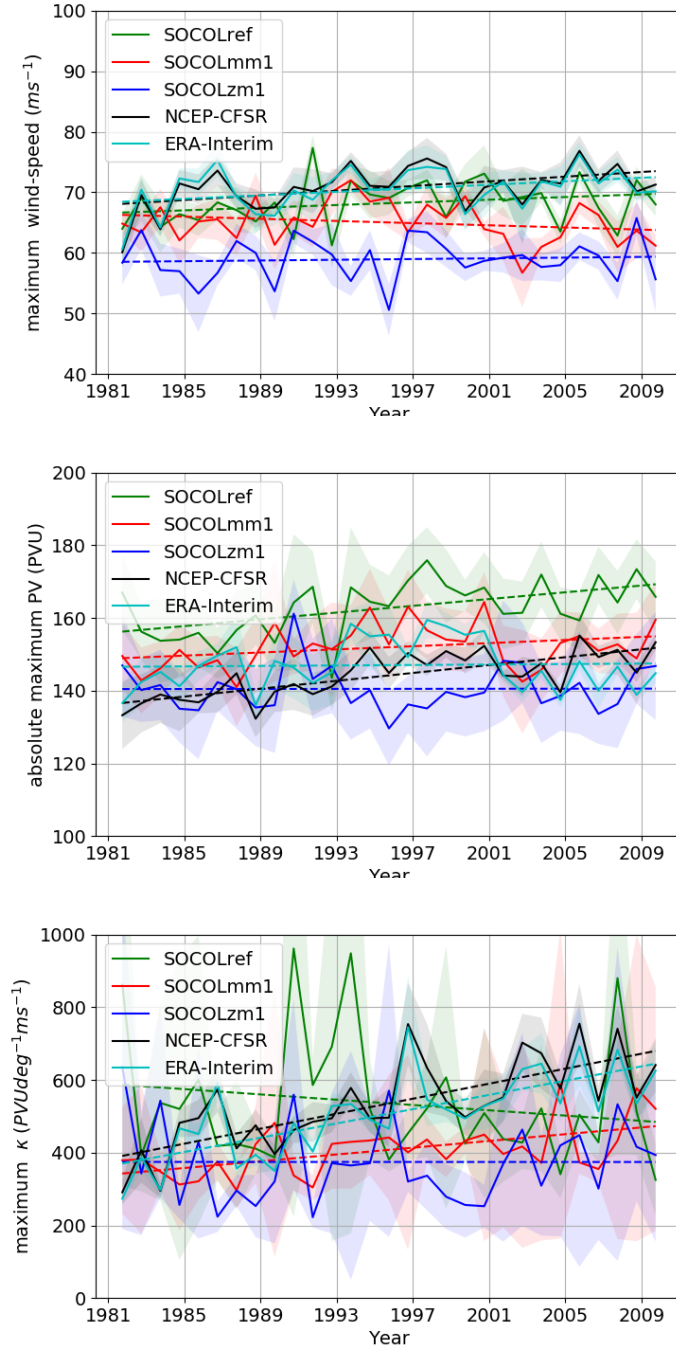 100
90
80
70
60
50
40
maximum wind-speed (ms⁻¹)
SOCOLref
SOCOLmm1
SOCOLzm1
NCEP-CFSR
ERA-Interim
1981 1985 1989 1993 1997 2001 2005 2009
Year
200
180
160
140
120
100
absolute maximum PV (PVU)
SOCOLref
SOCOLmm1
SOCOLzm1
NCEP-CFSR
ERA-Interim
1981 1985 1989 1993 1997 2001 2005 2009
Year
1000
800
600
400
200
0
maximum κ (PVUdeg⁻¹ms⁻¹)
SOCOLref
SOCOLmm1
SOCOLzm1
NCEP-CFSR
ERA-Interim
1981 1985 1989 1993 1997 2001 2005 2009
Year